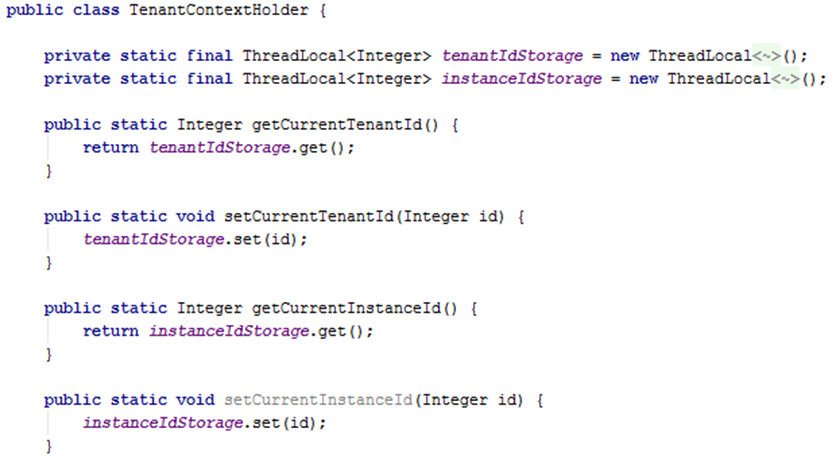 public class TenantContextHolder {
private static final ThreadLocal<Integer> tenantIdStorage = new ThreadLocal<~>();
private static final ThreadLocal<Integer> instanceIdStorage = new ThreadLocal<~>();
public static Integer getCurrentTenantId() {
return tenantIdStorage.get();
}
public static void setCurrentTenantId(Integer id) {
tenantIdStorage.set(id);
}
public static Integer getCurrentInstanceId() {
return instanceIdStorage.get();
}
public static void setCurrentInstanceId(Integer id) {
instanceIdStorage.set(id);
}